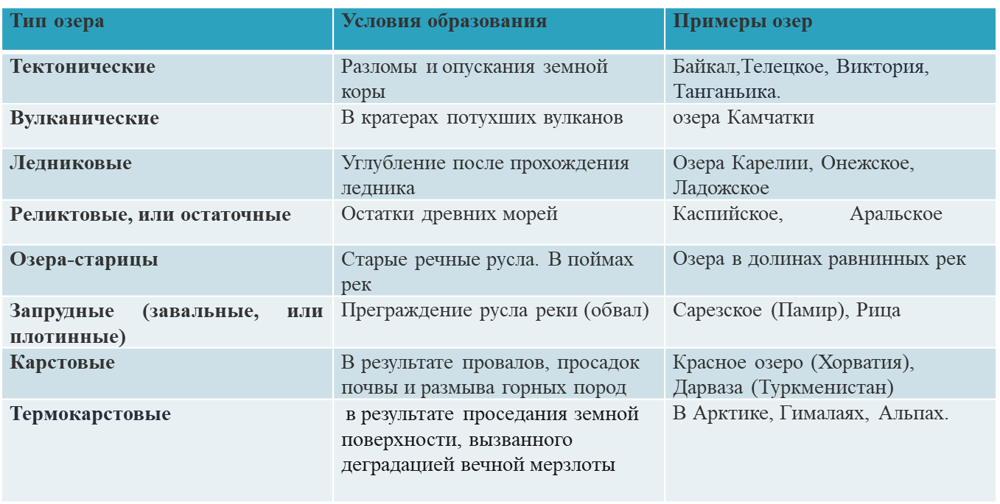 Тип озера
Условия образования
Примеры озер
Тектонические
Разломы и опускания земной
коры
Байкал,Телецкое, Виктория,
Танганьика.
Вулканические
В кратерах потухших вулканов
озера Камчатки
Ледниковые
Углубление после прохождения
ледника
Озера Карелии, Онежское,
Ладожское
Реликтовые, или остаточные
Остатки древних морей
Каспийское, Аральское
Озера-старицы
Старые речные русла. В поймах
рек
Озера в долинах равнинных рек
Запрудные (завальные, или
плотинные)
Преграждение русла реки (обвал)
Сарезское (Памир), Рица
Карстовые
В результате провалов, просадок
почвы и размыва горных пород
Красное озеро (Хорватия),
Дарваза (Туркменистан)
Термокарстовые
в результате проседания земной
поверхности, вызванного
деградацией вечной мерзлоты
В Арктике, Гималаях, Альпах.